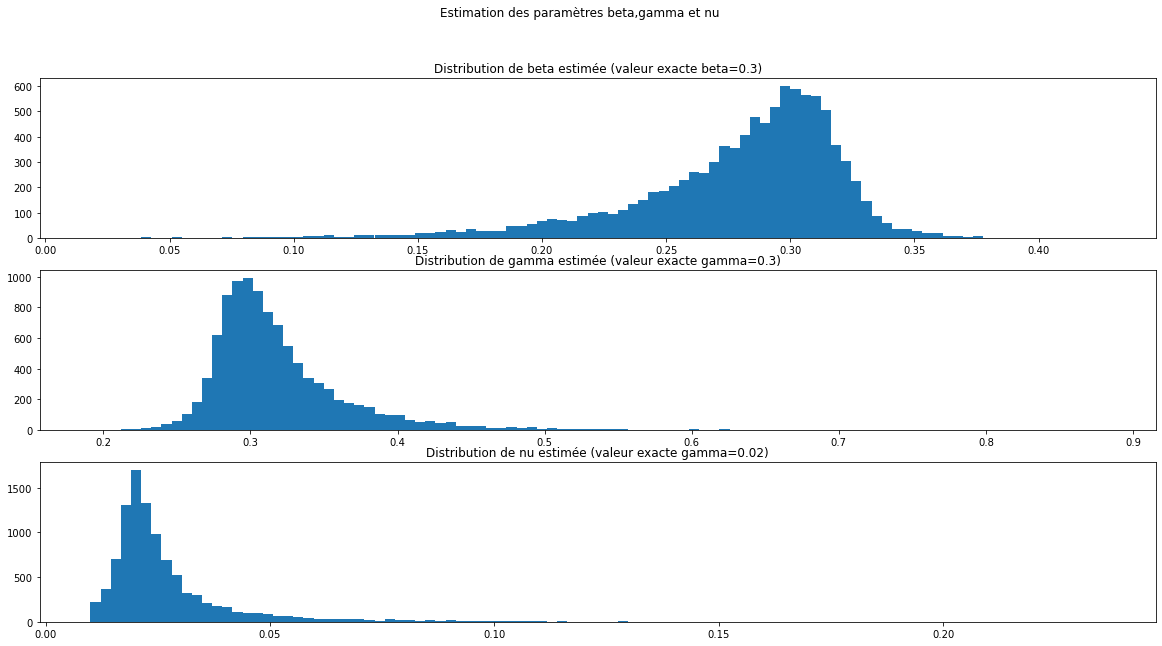 Estimation des paramètres beta,gamma et nu
Distribution de beta estimée (valeur exacte beta=0.3)
600
500
400
300
200
100
0
0.00 0.05 0.10 0.15 0.20 0.25 0.30 0.35 0.40
Distribution de gamma estimée (valeur exacte gamma=0.3)
1000
800
600
400
200
0
0.2 0.3 0.4 0.5 0.6 0.7 0.8 0.9
Distribution de nu estimée (valeur exacte gamma=0.02)
1500
1000
500
0
0.00 0.05 0.10 0.15 0.20